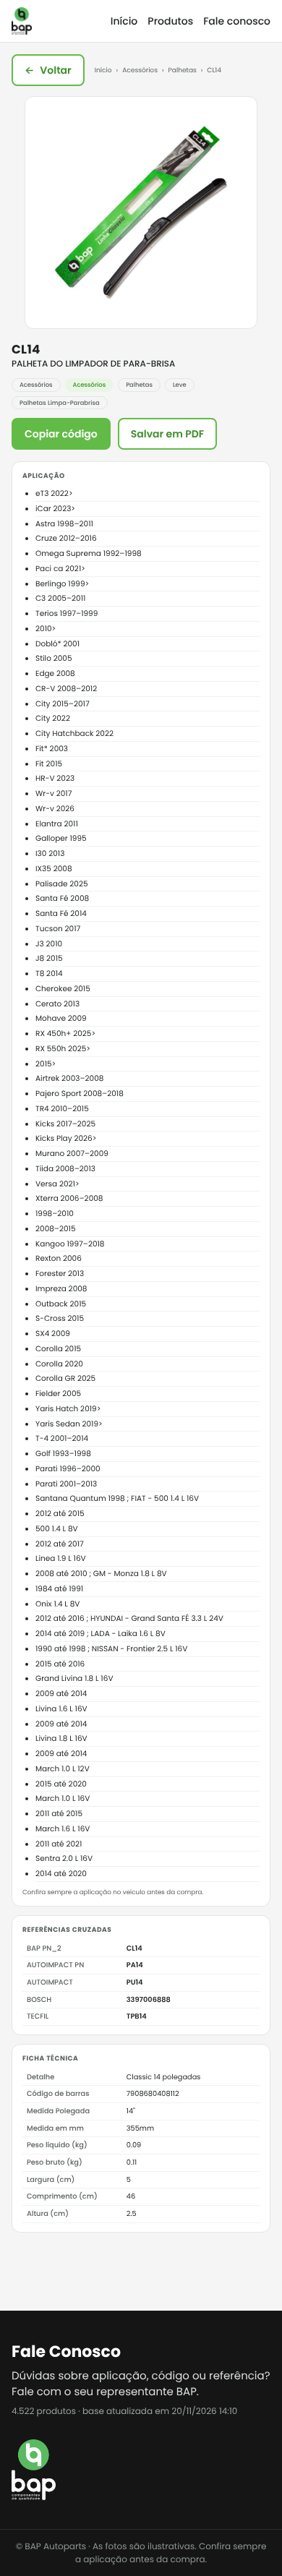 bap
Início Produtos Fale conosco
← Voltar
Início › Acessórios › Palhetas › CL14
CL14
CL14
PALHETA DO LIMPADOR DE PARA-BRISA
Acessórios Acessórios Palhetas Leve
Palhetas Limpa-Parabrisa
Copiar código Salvar em PDF
APLICAÇÃO
eT3 2022>
iCar 2023>
Astra 1998–2011
Cruze 2012–2016
Omega Suprema 1992–1998
Paci ca 2021>
Berlingo 1999>
C3 2005–2011
Terios 1997–1999
2010>
Dobló* 2001
Stilo 2005
Edge 2008
CR-V 2008–2012
City 2015–2017
City 2022
City Hatchback 2022
Fit* 2003
Fit 2015
HR-V 2023
Wr-v 2017
Wr-v 2026
Elantra 2011
Galloper 1995
I30 2013
IX35 2008
Palisade 2025
Santa Fé 2008
Santa Fé 2014
Tucson 2017
J3 2010
J8 2015
T8 2014
Cherokee 2015
Cerato 2013
Mohave 2009
RX 450h+ 2025>
RX 550h 2025>
2015>
Airtrek 2003–2008
Pajero Sport 2008–2018
TR4 2010–2015
Kicks 2017–2025
Kicks Play 2026>
Murano 2007–2009
Tiida 2008–2013
Versa 2021>
Xterra 2006–2008
1998–2010
2008–2015
Kangoo 1997–2018
Rexton 2006
Forester 2013
Impreza 2008
Outback 2015
S-Cross 2015
SX4 2009
Corolla 2015
Corolla 2020
Corolla GR 2025
Fielder 2005
Yaris Hatch 2019>
Yaris Sedan 2019>
T-4 2001–2014
Golf 1993–1998
Parati 1996–2000
Parati 2001–2013
Santana Quantum 1998 ; FIAT - 500 1.4 L 16V
2012 até 2015
500 1.4 L 8V
2012 até 2017
Linea 1.9 L 16V
2008 até 2010 ; GM - Monza 1.8 L 8V
1984 até 1991
Onix 1.4 L 8V
2012 até 2016 ; HYUNDAI - Grand Santa FÉ 3.3 L 24V
2014 até 2019 ; LADA - Laika 1.6 L 8V
1990 até 1998 ; NISSAN - Frontier 2.5 L 16V
2015 até 2016
Grand Livina 1.8 L 16V
2009 até 2014
Livina 1.6 L 16V
2009 até 2014
Livina 1.8 L 16V
2009 até 2014
March 1.0 L 12V
2015 até 2020
March 1.0 L 16V
2011 até 2015
March 1.6 L 16V
2011 até 2021
Sentra 2.0 L 16V
2014 até 2020
Confira sempre a aplicação no veículo antes da compra.
REFERÊNCIAS CRUZADAS
BAP PN_2 CL14
AUTOIMPACT PN PA14
AUTOIMPACT PU14
BOSCH 3397006888
TECFIL TPB14
FICHA TÉCNICA
Detalhe Classic 14 polegadas
Código de barras 7908680408112
Medida Polegada 14"
Medida em mm 355mm
Peso líquido (kg) 0.09
Peso bruto (kg) 0.11
Largura (cm) 5
Comprimento (cm) 46
Altura (cm) 2.5
Fale Conosco
Dúvidas sobre aplicação, código ou referência?
Fale com o seu representante BAP.
4.522 produtos · base atualizada em 20/11/2026 14:10
bap
componentes
de qualidade
© BAP Autoparts · As fotos são ilustrativas. Confira sempre
a aplicação antes da compra.